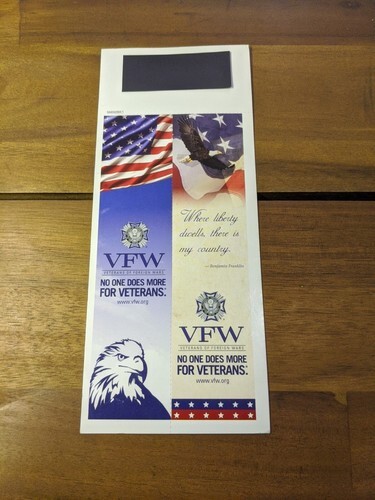 VFW
VETERANS OF FOREIGN WARS
NO ONE DOES MORE
FOR VETERANS.
www.vfw.org
Where liberty
dwells, there is
my country.
— Benjamin Franklin
VFW
VETERANS OF FOREIGN WARS
NO ONE DOES MORE
FOR VETERANS.
www.vfw.org